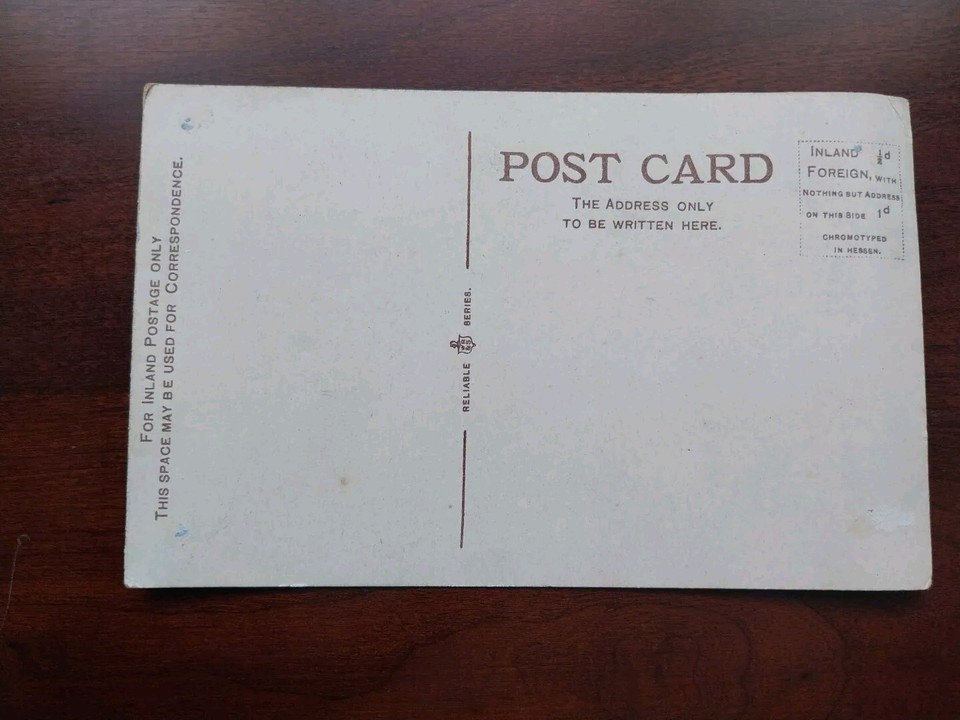 FOR INLAND POSTAGE ONLY
THIS SPACE MAY BE USED FOR CORRESPONDENCE.
RELIABLE SERIES.
POST CARD
THE ADDRESS ONLY
TO BE WRITTEN HERE.
INLAND ½d
FOREIGN, WITH
NOTHING BUT ADDRESS
ON THIS SIDE 1d
CHROMOTYPED
IN HESSEN.